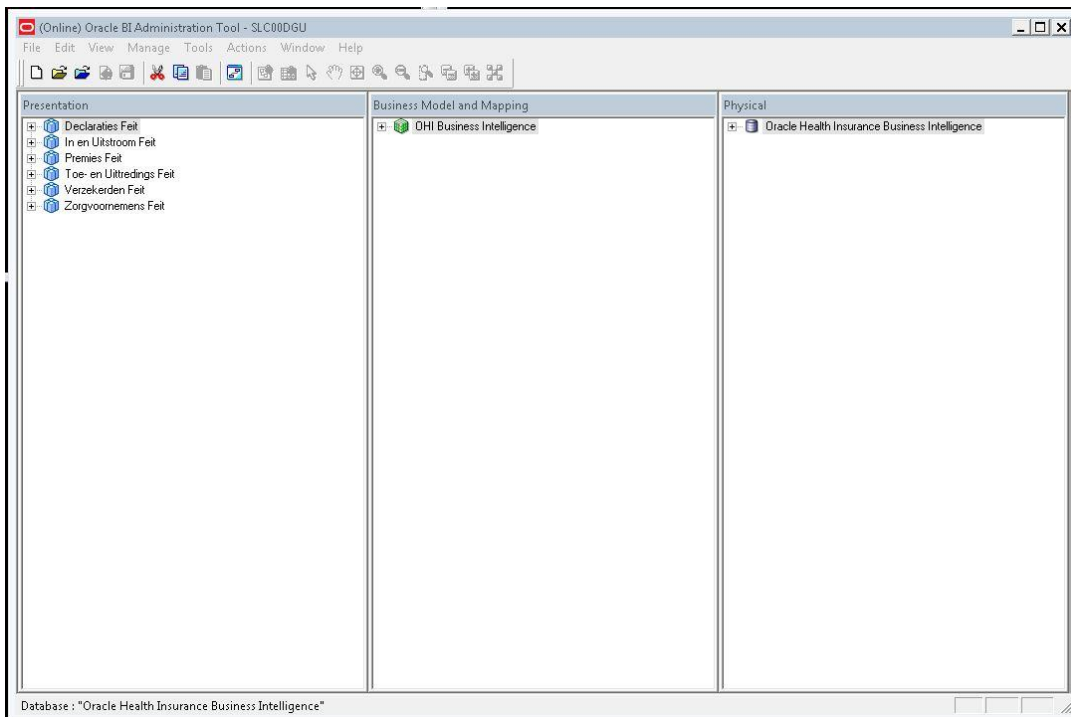 (Online) Oracle BI Administration Tool - SLC00DGU
File Edit View Manage Tools Actions Window Help
Presentation
Declaraties Feit
In en Uitstroom Feit
Premies Feit
Toe- en Uittredings Feit
Verzekerden Feit
Zorgvoornemens Feit
Business Model and Mapping
OHI Business Intelligence
Physical
Oracle Health Insurance Business Intelligence
Database : "Oracle Health Insurance Business Intelligence"